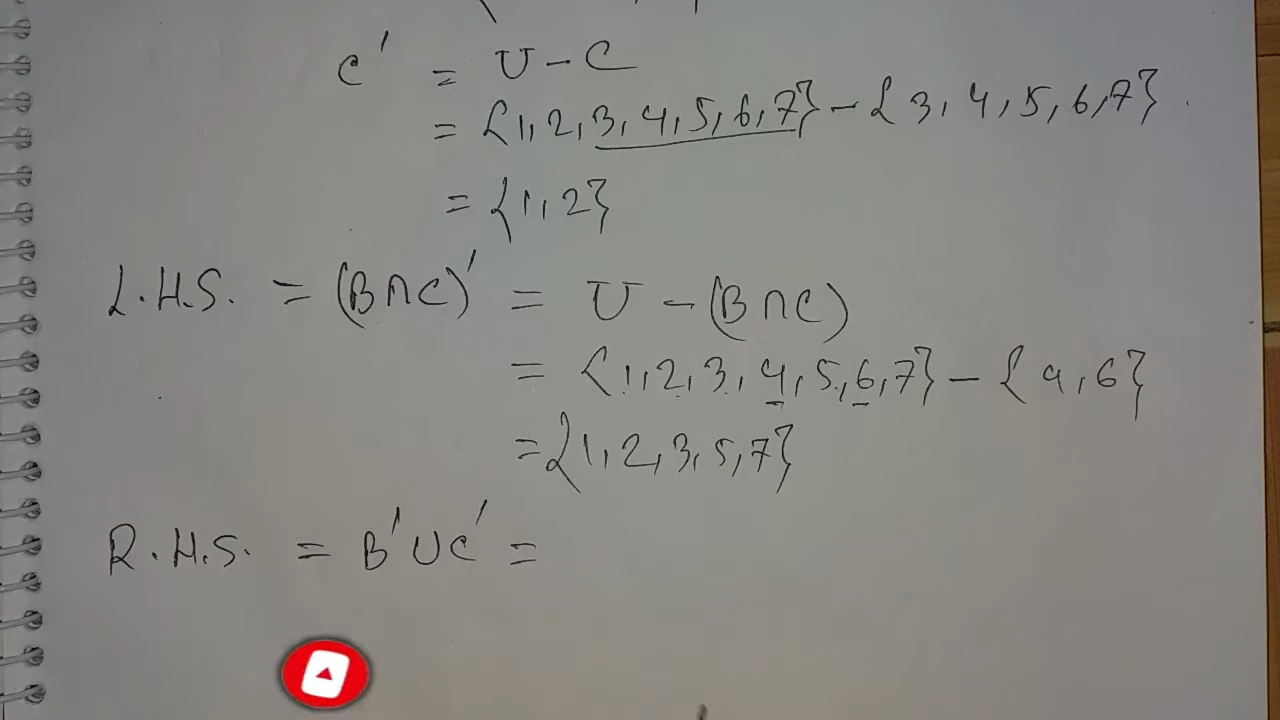 C' = U - C
= {1, 2, 3, 4, 5, 6, 7} - {3, 4, 5, 6, 7}
= {1, 2}
L.H.S. = (B∩C)' = U - (B∩C)
= {1, 2, 3, 4, 5, 6, 7} - {4, 6}
= {1, 2, 3, 5, 7}
R.H.S. = B'∪C' =